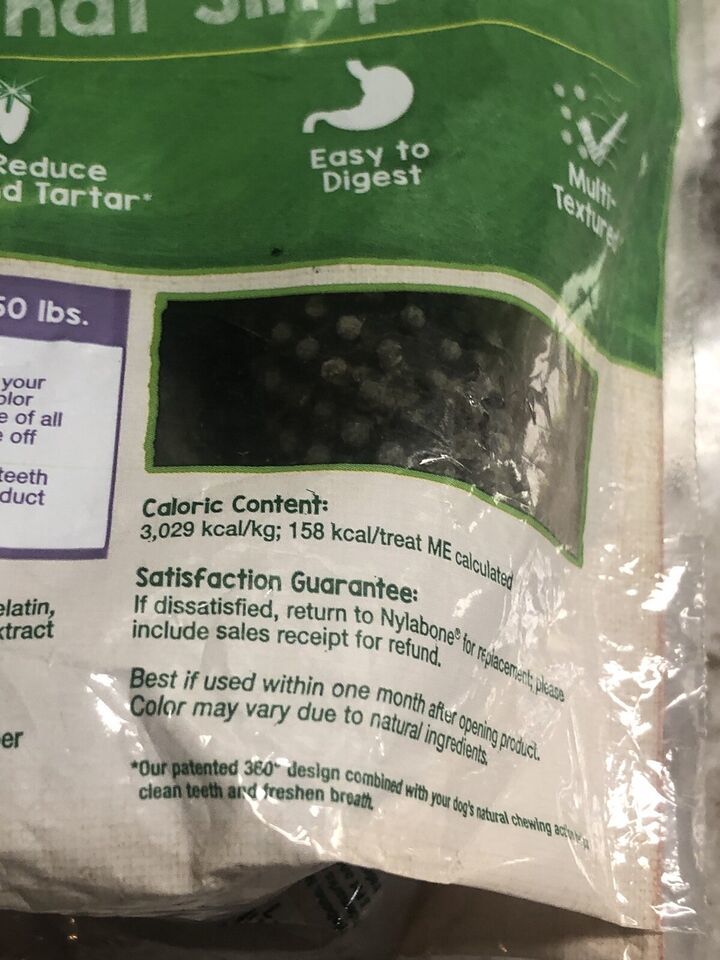 Easy to
Digest
Reduce
d Tartar*
Multi-
50 lbs.
your
of all
off
teeth
duct
Caloric Content:
3,029 kcal/kg; 158 kcal/treat ME calculated
Satisfaction Guarantee:
If dissatisfied, return to Nylabone® for replacement; please
include sales receipt for refund.
elatin,
xtract
Best if used within one month after opening product.
Color may vary due to natural ingredients.
er
*Our patented 360° design combined with your dog's natural chewing
clean teeth and freshen breath.